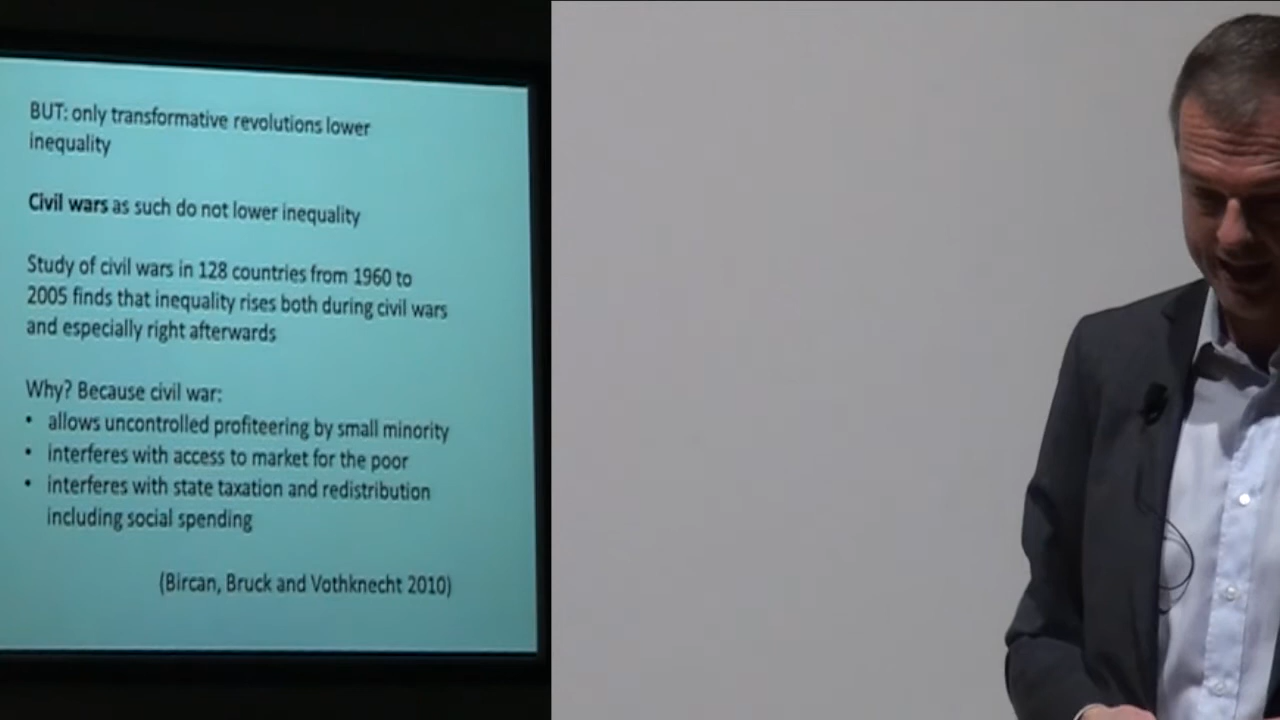 BUT: only transformative revolutions lower
inequality
Civil wars as such do not lower inequality
Study of civil wars in 128 countries from 1960 to
2005 finds that inequality rises both during civil wars
and especially right afterwards
Why? Because civil war:
• allows uncontrolled profiteering by small minority
• interferes with access to market for the poor
• interferes with state taxation and redistribution
including social spending
(Bircan, Bruck and Vothknecht 2010)